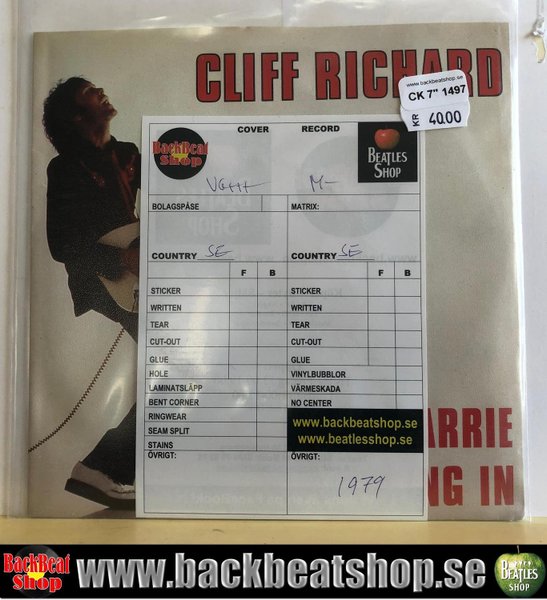 CLIFF RICHARD
www.backbeatshop.se
CK 7" 1497
KR 40.00
COVER RECORD
BackBeat Shop
BEATLES SHOP
VG+++ M-
BOLAGSPÅSE MATRIX:
COUNTRY SE COUNTRY SE
F B F B
STICKER STICKER
WRITTEN WRITTEN
TEAR TEAR
CUT-OUT CUT-OUT
GLUE GLUE
HOLE VINYLBUBBLOR
LAMINATSLÄPP VÄRMESKADA
BENT CORNER NO CENTER
RINGWEAR
SEAM SPLIT
STAINS
www.backbeatshop.se
www.beatlesshop.se
ÖVRIGT: ÖVRIGT:
1979
ARRIE
NG IN
BackBeat Shop www.backbeatshop.se BEATLES SHOP